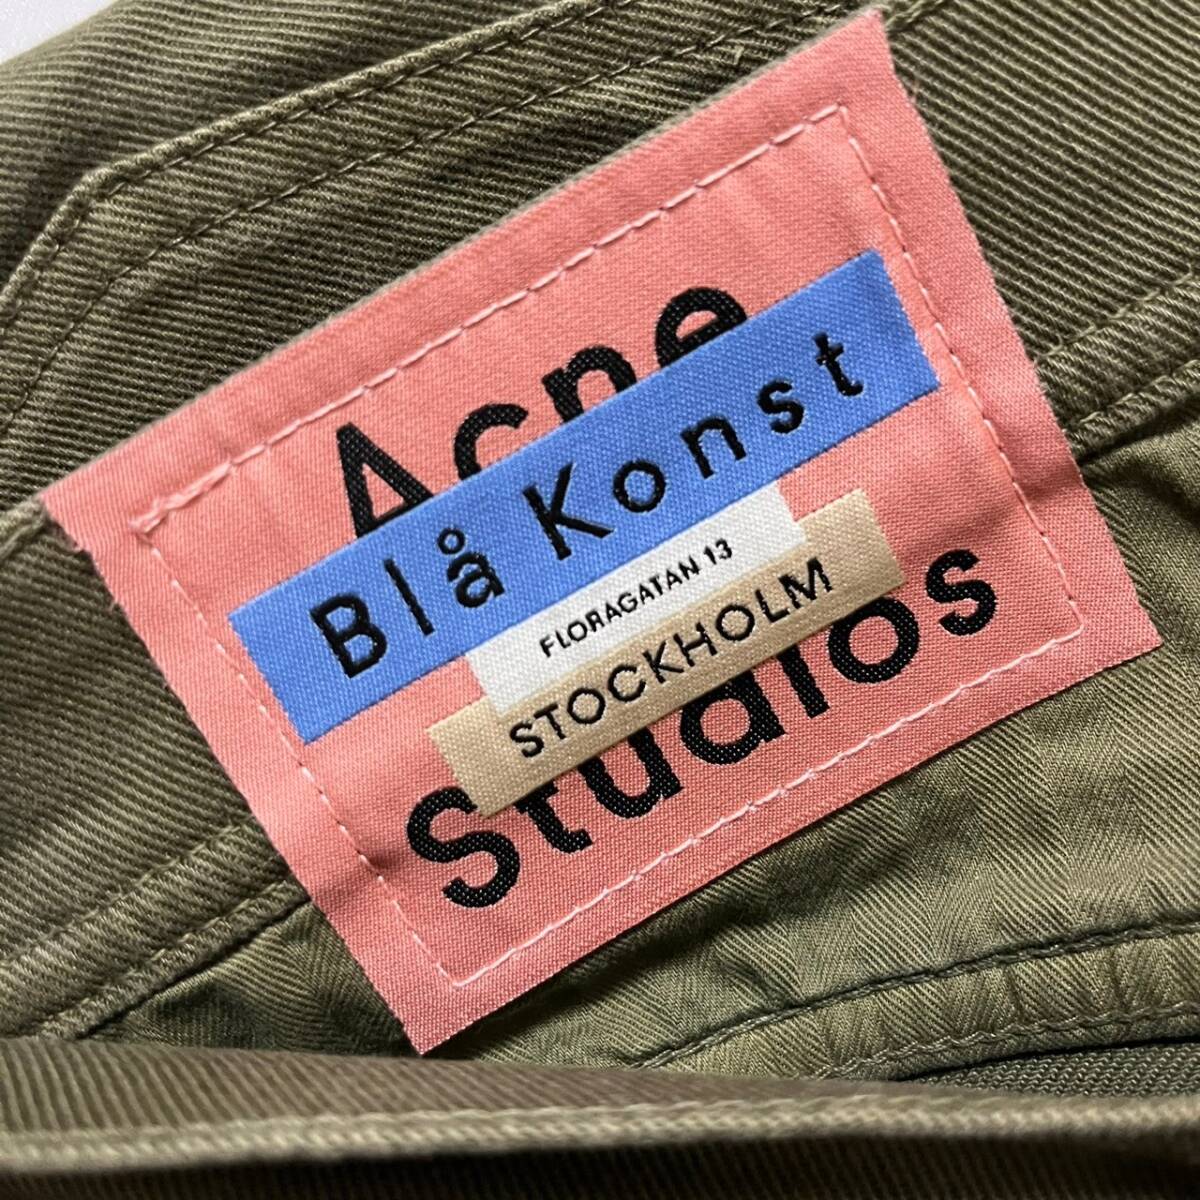 Acne
Blå Konst
FLORAGATAN 13
STOCKHOLM
Studios